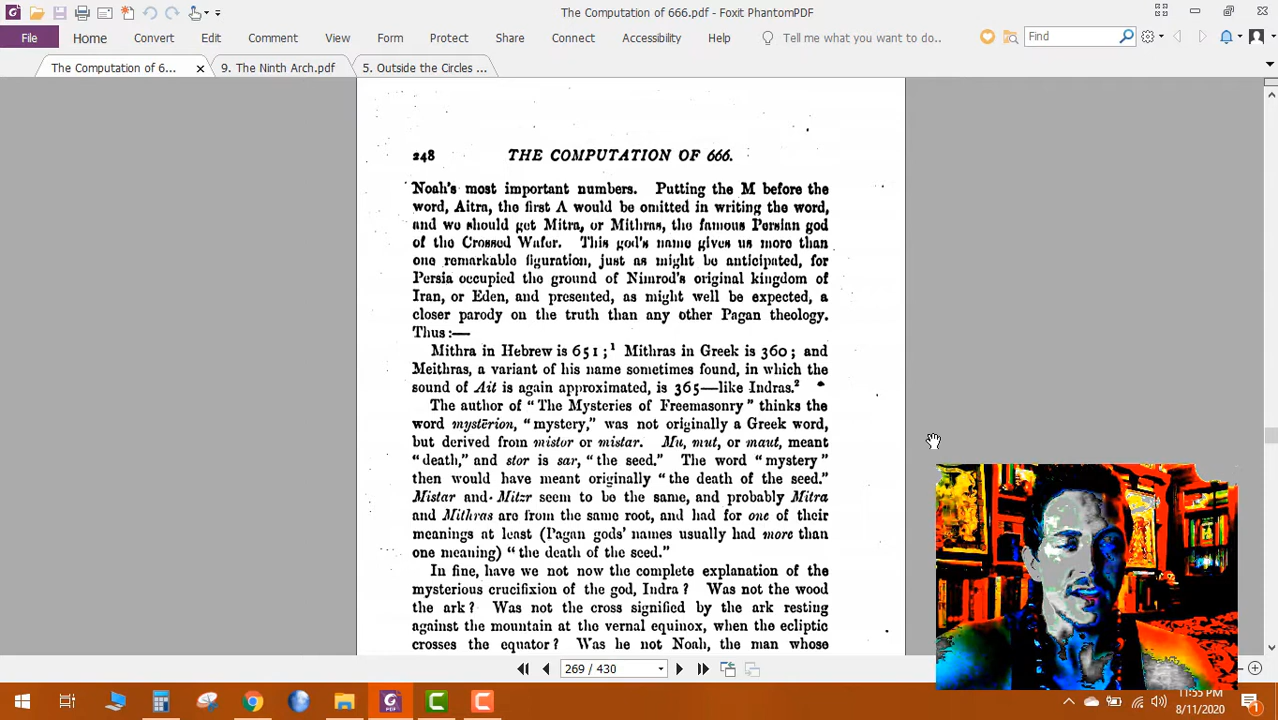 The Computation of 666.pdf - Foxit PhantomPDF
File Home Convert Edit Comment View Form Protect Share Connect Accessibility Help Tell me what you want to do.. Find
The Computation of 6... 9. The Ninth Arch.pdf 5. Outside the Circles ...
248 THE COMPUTATION OF 666.
Noah's most important numbers. Putting the M before the
word, Aitra, the first A would be omitted in writing the word,
and we should get Mitra, or Mithras, the famous Persian god
of the Crossed Wafer. This god's name gives us more than
one remarkable figuration, just as might be anticipated, for
Persia occupied the ground of Nimrod's original kingdom of
Iran, or Eden, and presented, as might well be expected, a
closer parody on the truth than any other Pagan theology.
Thus :—
Mithra in Hebrew is 651 ;¹ Mithras in Greek is 360 ; and
Meithras, a variant of his name sometimes found, in which the
sound of Ait is again approximated, is 365—like Indras.²
The author of "The Mysteries of Freemasonry" thinks the
word mystērion, "mystery," was not originally a Greek word,
but derived from mistor or mistar. Mu, mut, or maut, meant
"death," and stor is sar, "the seed." The word "mystery"
then would have meant originally "the death of the seed."
Mistar and Mitzr seem to be the same, and probably Mitra
and Mithras are from the same root, and had for one of their
meanings at least (Pagan gods' names usually had more than
one meaning) "the death of the seed."
In fine, have we not now the complete explanation of the
mysterious crucifixion of the god, Indra ? Was not the wood
the ark ? Was not the cross signified by the ark resting
against the mountain at the vernal equinox, when the ecliptic
crosses the equator ? Was he not Noah, the man whose
269 / 430
11:55 PM
8/11/2020